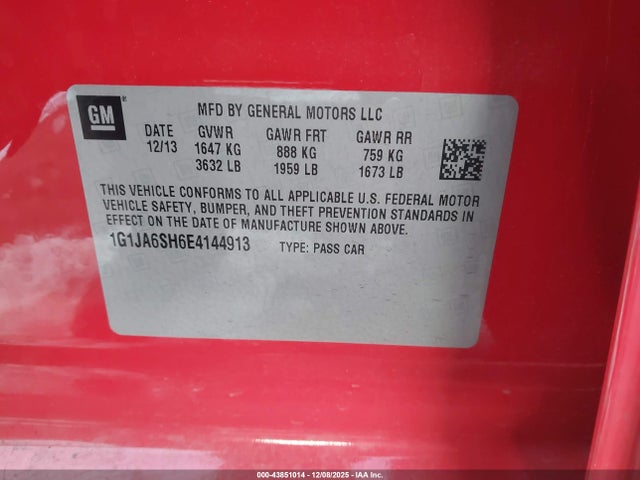 GM
MFD BY GENERAL MOTORS LLC
DATE GVWR GAWR FRT GAWR RR
12/13 1647 KG 888 KG 759 KG
3632 LB 1959 LB 1673 LB
THIS VEHICLE CONFORMS TO ALL APPLICABLE U.S. FEDERAL MOTOR
VEHICLE SAFETY, BUMPER, AND THEFT PREVENTION STANDARDS IN
EFFECT ON THE DATE OF MANUFACTURE SHOWN ABOVE.
1G1JA6SH6E4144913 TYPE: PASS CAR
000-43851014 - 12/08/2025 - IAA Inc.